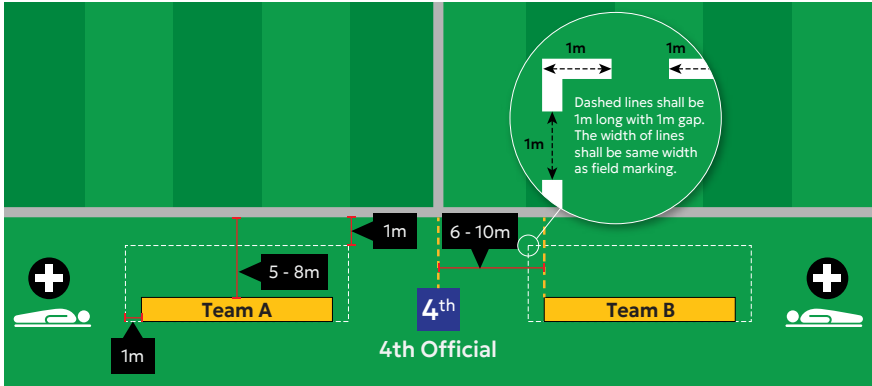 1m
1m
Dashed lines shall be
1m long with 1m gap.
The width of lines
shall be same width
as field marking.
1m
1m
6 - 10m
5 - 8m
Team A
4th
Team B
4th Official
1m